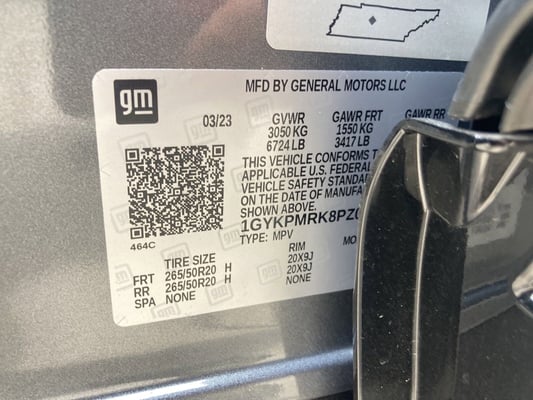 gm
MFD BY GENERAL MOTORS LLC
03/23 GVWR GAWR FRT GAWR RR
3050 KG 1550 KG
6724 LB 3417 LB
THIS VEHICLE CONFORMS T
APPLICABLE U.S. FEDERAL
VEHICLE SAFETY STANDA
ON THE DATE OF MANUFA
SHOWN ABOVE.
1GYKPMRK8PZ
464C
TYPE: MPV MO
TIRE SIZE RIM
FRT 265/50R20 H 20X9J
RR 265/50R20 H 20X9J
SPA NONE NONE